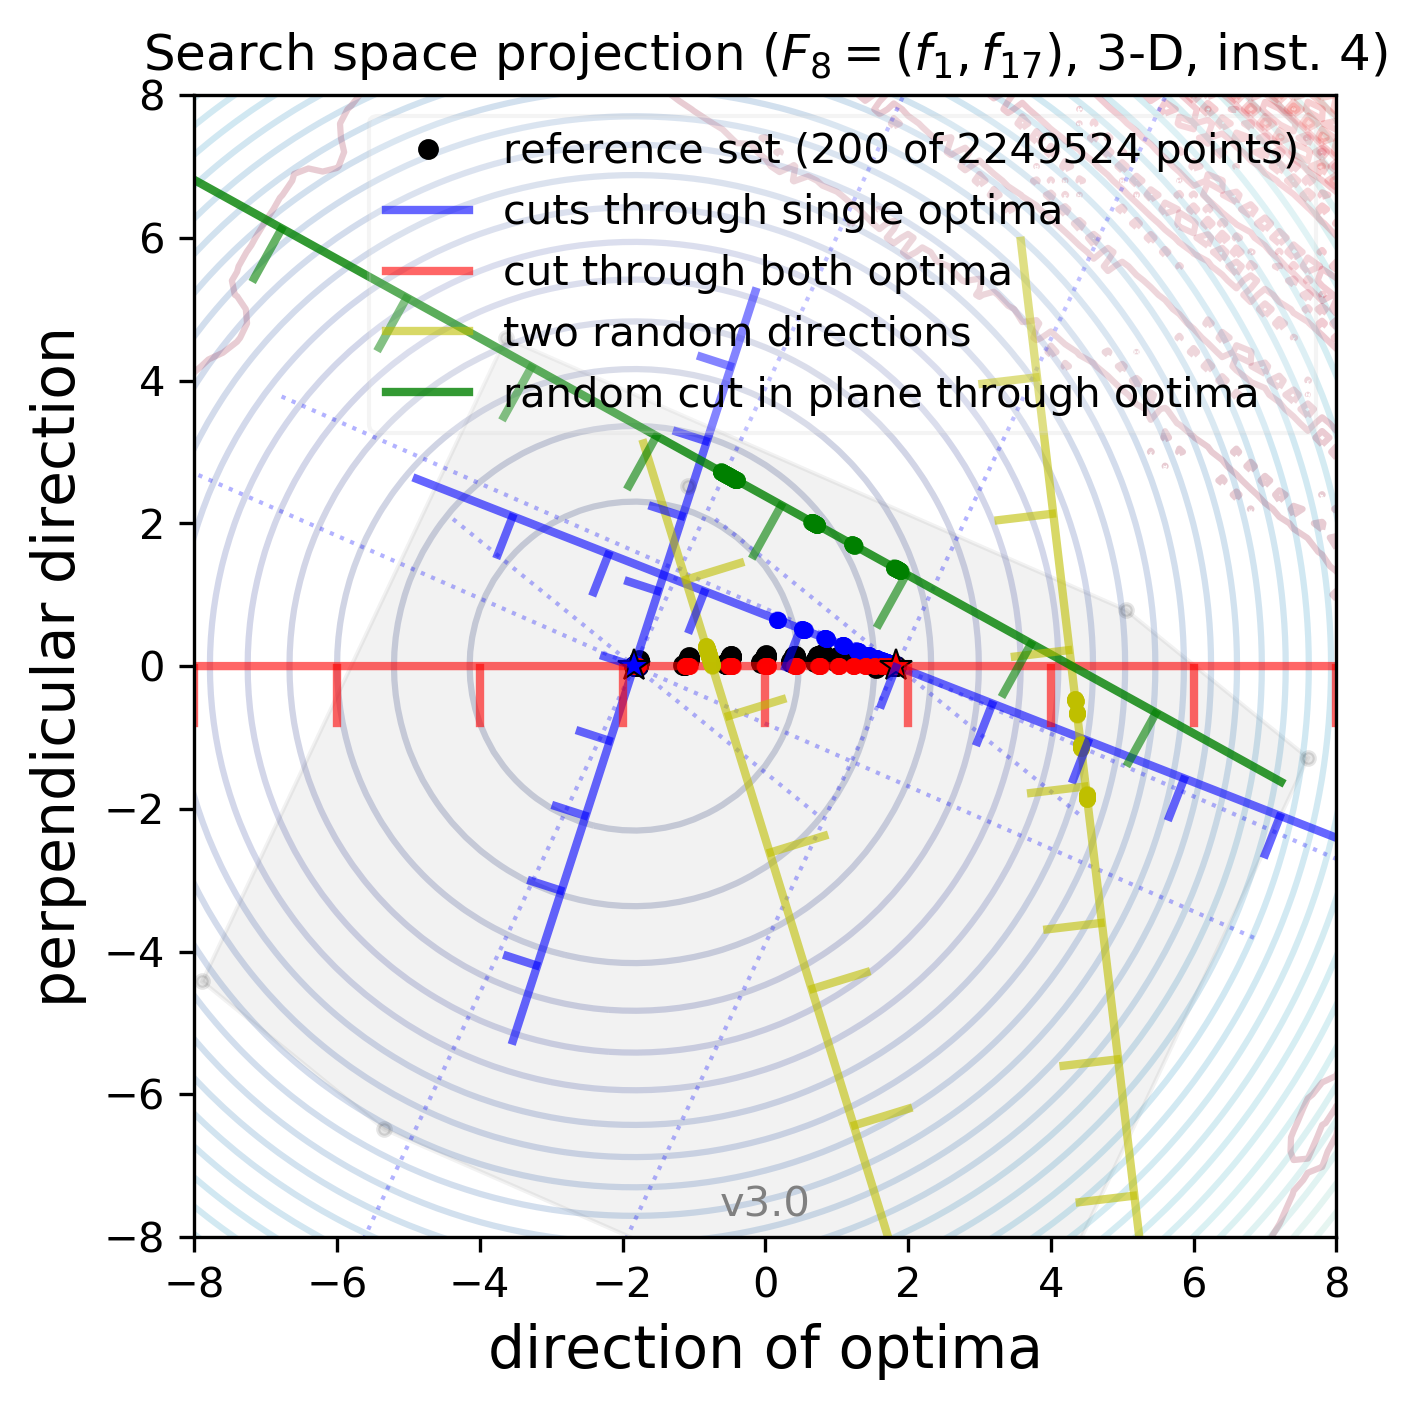 Search space projection (F8 = (f1, f17), 3-D, inst. 4)
reference set (200 of 2249524 points)
cuts through single optima
cut through both optima
two random directions
random cut in plane through optima
8
6
4
2
0
−2
−4
−6
−8
perpendicular direction
v3.0
−8 −6 −4 −2 0 2 4 6 8
direction of optima